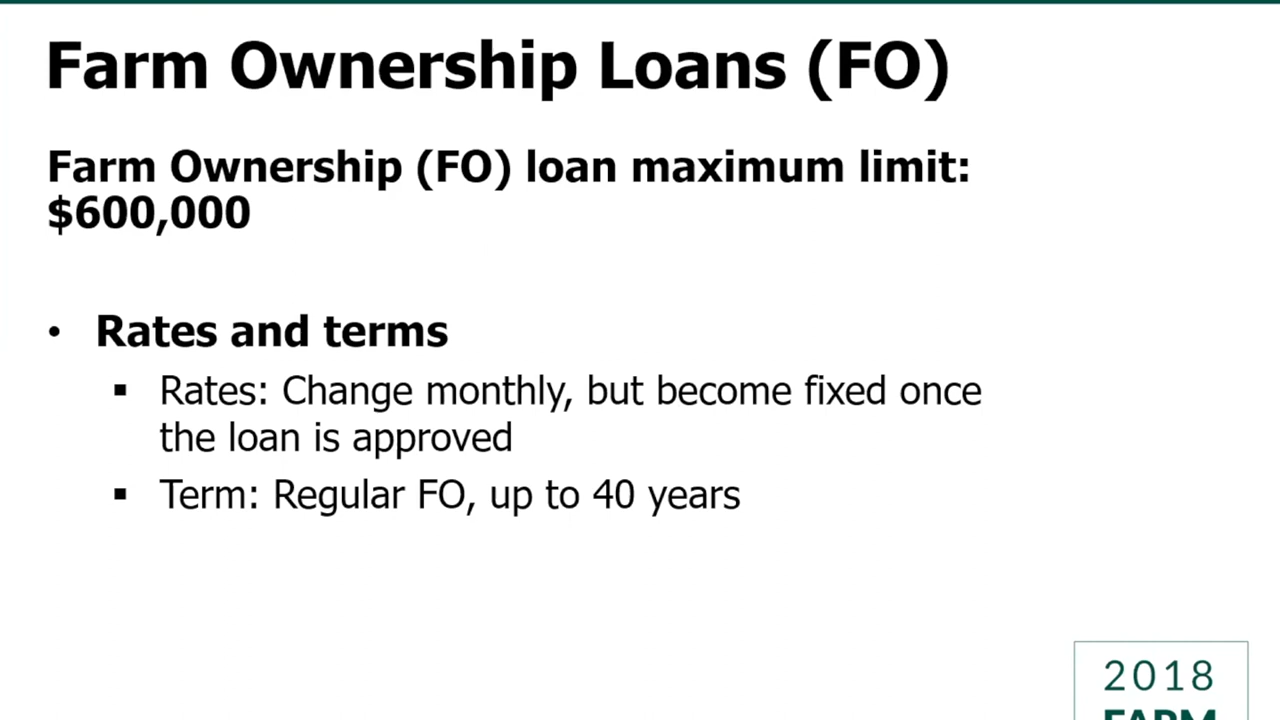 Farm Ownership Loans (FO)
Farm Ownership (FO) loan maximum limit:
$600,000
• Rates and terms
▪ Rates: Change monthly, but become fixed once
the loan is approved
▪ Term: Regular FO, up to 40 years
2018
FARM